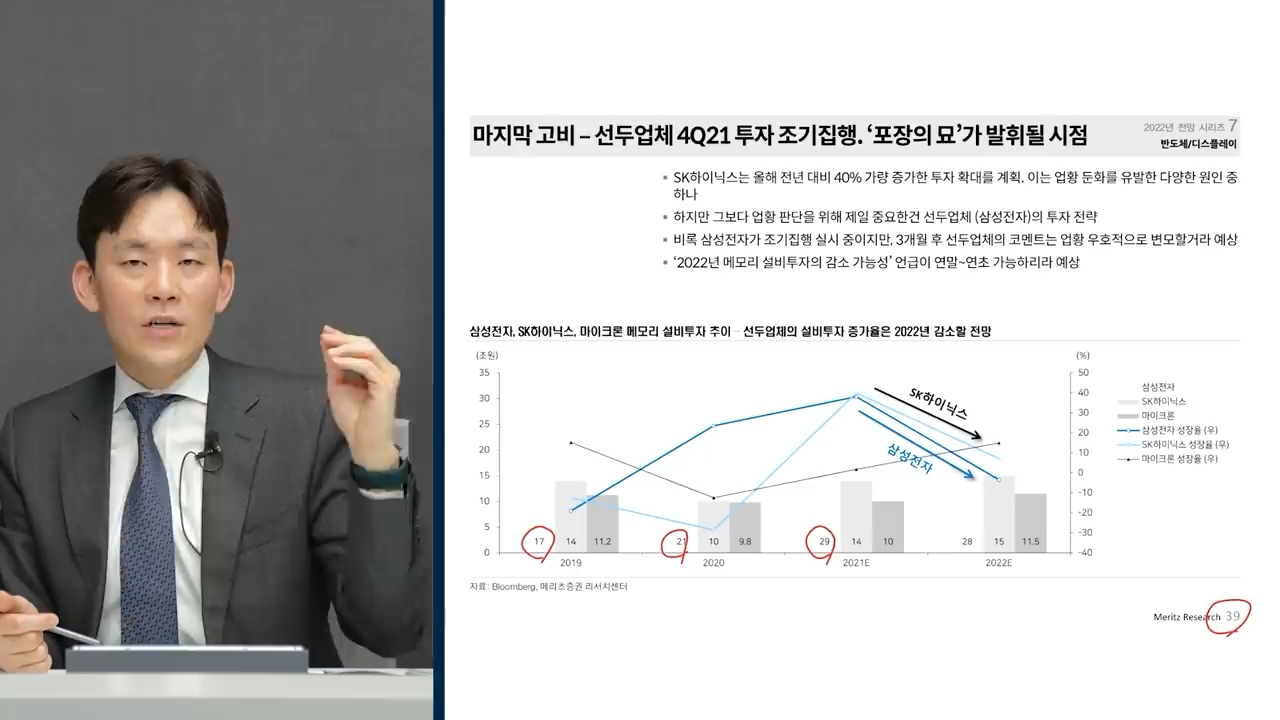 마지막 고비 – 선두업체 4Q21 투자 조기집행. ‘포장의 묘’가 발휘될 시점
2022년 전망 시리즈 7
반도체/디스플레이
▪ SK하이닉스는 올해 전년 대비 40% 가량 증가한 투자 확대를 계획. 이는 업황 둔화를 유발한 다양한 원인 중
하나
▪ 하지만 그보다 업황 판단을 위해 제일 중요한건 선두업체 (삼성전자)의 투자 전략
▪ 비록 삼성전자가 조기집행 실시 중이지만, 3개월 후 선두업체의 코멘트는 업황 우호적으로 변모할거라 예상
▪ ‘2022년 메모리 설비투자의 감소 가능성’ 언급이 연말~연초 가능하리라 예상
삼성전자, SK하이닉스, 마이크론 메모리 설비투자 추이 – 선두업체의 설비투자 증가율은 2022년 감소할 전망
(조원)
35
30
25
20
15
10
5
0
(%)
50
40
30
20
10
0
-10
-20
-30
-40
SK하이닉스
삼성전자
17 14 11.2
21 10 9.8
29 14 10
28 15 11.5
2019 2020 2021E 2022E
삼성전자
SK하이닉스
마이크론
삼성전자 성장율 (우)
SK하이닉스 성장율 (우)
마이크론 성장율 (우)
자료: Bloomberg, 메리츠증권 리서치센터
Meritz Research 39